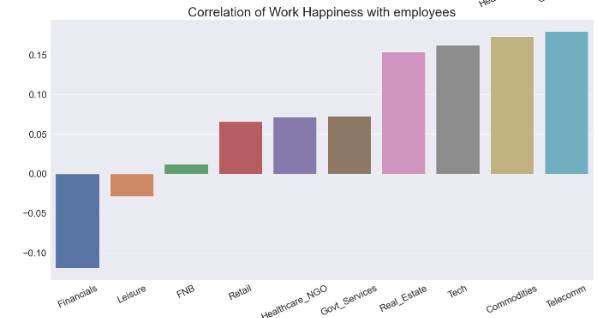 Correlation of Work Happiness with employees
0.15
0.10
0.05
0.00
−0.05
−0.10
Financials
Leisure
FNB
Retail
Healthcare_NGO
Govt_Services
Real_Estate
Tech
Commodities
Telecomm